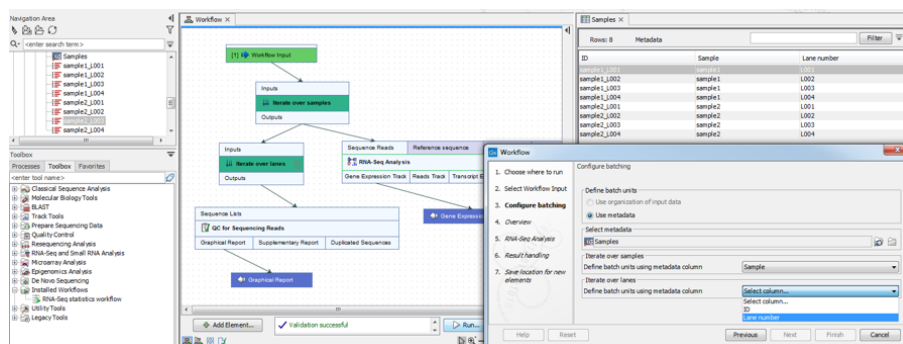 Navigation Area
<enter search term>
Samples
sample1_L001
sample1_L002
sample1_L003
sample1_L004
sample2_L001
sample2_L002
sample2_L003
sample2_L004
Toolbox
Processes Toolbox Favorites
<enter tool name>
Classical Sequence Analysis
Molecular Biology Tools
BLAST
Track Tools
Prepare Sequencing Data
Quality Control
Resequencing Analysis
RNA-Seq and Small RNA Analysis
Microarray Analysis
Epigenomics Analysis
De Novo Sequencing
Installed Workflows
RNA-Seq statistics workflow
Utility Tools
Legacy Tools
Workflow
[1] Workflow Input
Inputs
Iterate over samples
Outputs
Inputs
Iterate over lanes
Outputs
Sequence Reads Reference sequence
RNA-Seq Analysis
Gene Expression Track Reads Track Transcript E
Gene Expression
Sequence Lists
QC for Sequencing Reads
Graphical Report Supplementary Report Duplicated Sequences
Graphical Report
Add Element...
Validation successful
Run...
Samples
Rows: 8 Metadata Filter
ID Sample Lane number
sample1_L001 sample1 L001
sample1_L002 sample1 L002
sample1_L003 sample1 L003
sample1_L004 sample1 L004
sample2_L001 sample2 L001
sample2_L002 sample2 L002
sample2_L003 sample2 L003
sample2_L004 sample2 L004
Workflow
1. Choose where to run
2. Select Workflow Input
3. Configure batching
4. Overview
5. RNA-Seq Analysis
6. Result handling
7. Save location for new elements
Configure batching
Define batch units
Use organization of input data
Use metadata
Select metadata
Samples
Iterate over samples
Define batch units using metadata column Sample
Iterate over lanes
Define batch units using metadata column Select column...
Select column...
ID
Lane number
Help Reset Previous Next Finish Cancel